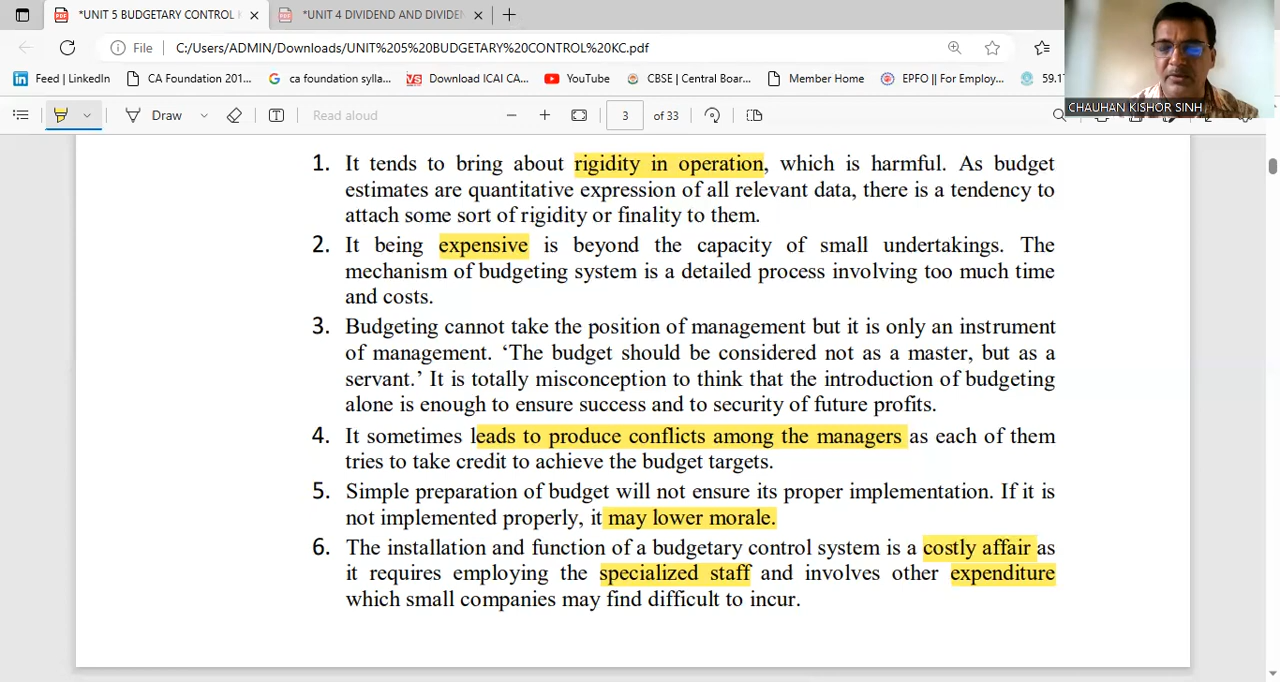 *UNIT 5 BUDGETARY CONTROL
*UNIT 4 DIVIDEND AND DIVIDEN
File C:/Users/ADMIN/Downloads/UNIT%205%20BUDGETARY%20CONTROL%20KC.pdf
Feed | LinkedIn CA Foundation 201... ca foundation sylla... Download ICAI CA... YouTube CBSE | Central Boar... Member Home EPFO || For Employ... 59.1
CHAUHAN KISHOR SINH
Draw Read aloud 3 of 33
1. It tends to bring about rigidity in operation, which is harmful. As budget
estimates are quantitative expression of all relevant data, there is a tendency to
attach some sort of rigidity or finality to them.
2. It being expensive is beyond the capacity of small undertakings. The
mechanism of budgeting system is a detailed process involving too much time
and costs.
3. Budgeting cannot take the position of management but it is only an instrument
of management. ‘The budget should be considered not as a master, but as a
servant.’ It is totally misconception to think that the introduction of budgeting
alone is enough to ensure success and to security of future profits.
4. It sometimes leads to produce conflicts among the managers as each of them
tries to take credit to achieve the budget targets.
5. Simple preparation of budget will not ensure its proper implementation. If it is
not implemented properly, it may lower morale.
6. The installation and function of a budgetary control system is a costly affair as
it requires employing the specialized staff and involves other expenditure
which small companies may find difficult to incur.